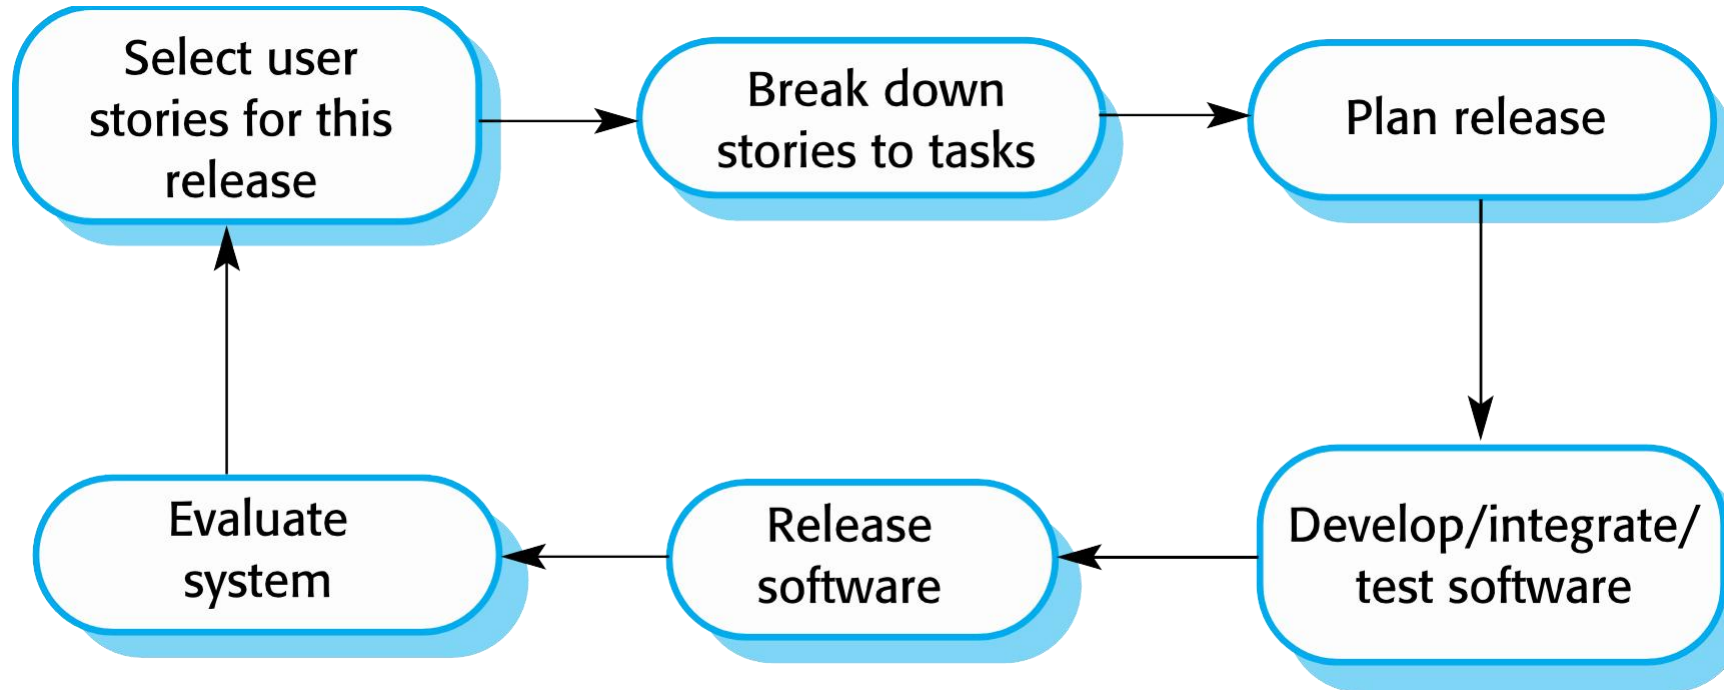 Select user
stories for this
release
Break down
stories to tasks
Plan release
Develop/integrate/
test software
Release
software
Evaluate
system